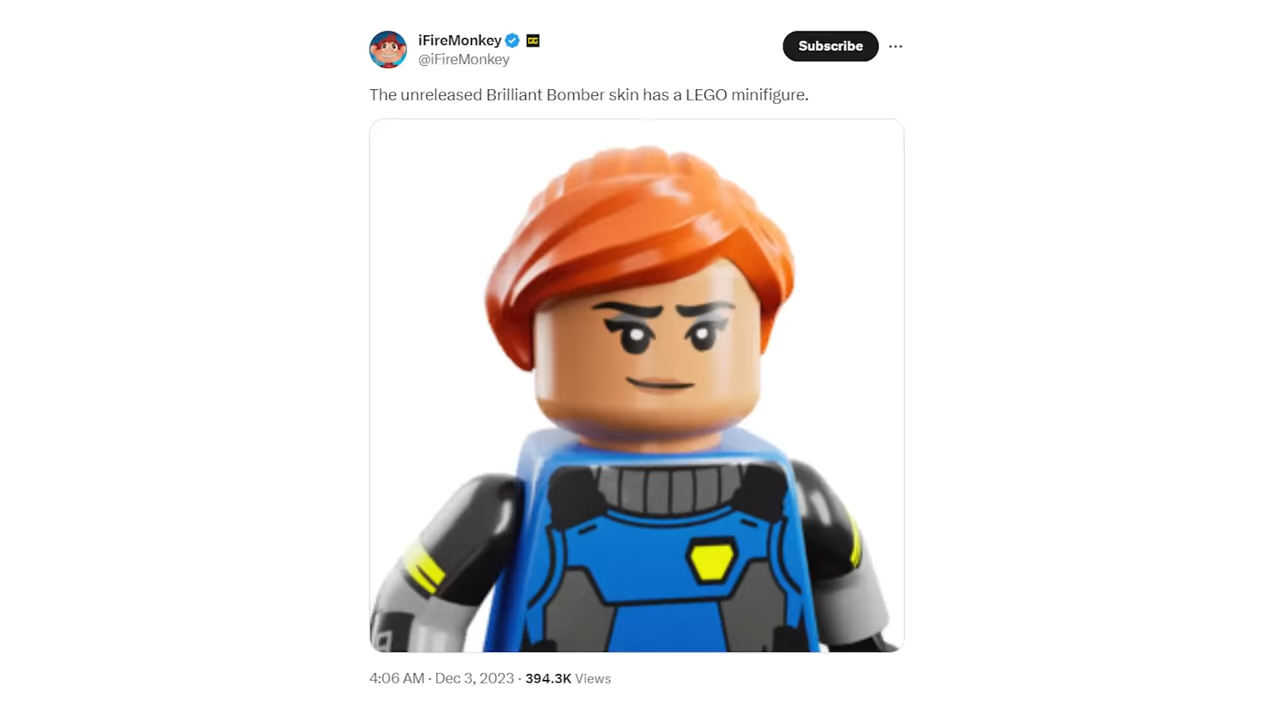 iFireMonkey
@iFireMonkey
Subscribe
The unreleased Brilliant Bomber skin has a LEGO minifigure.
4:06 AM · Dec 3, 2023 · 394.3K Views